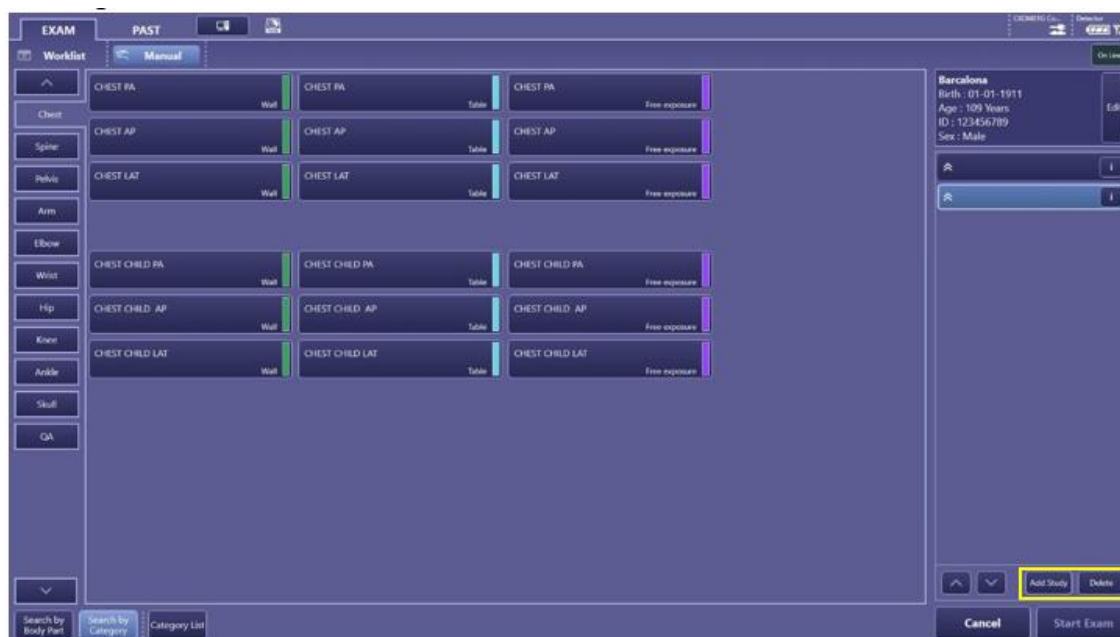 EXAM
PAST
Detector
Worklist
Manual
On Line
Chest
Spine
Pelvis
Arm
Elbow
Wrist
Hip
Knee
Ankle
Skull
QA
CHEST PA
Wall
CHEST PA
Table
CHEST PA
Free exposure
CHEST AP
Wall
CHEST AP
Table
CHEST AP
Free exposure
CHEST LAT
Wall
CHEST LAT
Table
CHEST LAT
Free exposure
CHEST CHILD PA
Wall
CHEST CHILD PA
Table
CHEST CHILD PA
Free exposure
CHEST CHILD AP
Wall
CHEST CHILD AP
Table
CHEST CHILD AP
Free exposure
CHEST CHILD LAT
Wall
CHEST CHILD LAT
Table
CHEST CHILD LAT
Free exposure
Barcalona
Birth : 01-01-1911
Age : 109 Years
ID : 123456789
Sex : Male
i
i
Add Study
Delete
Search by
Body Part
Search by
Category
Category List
Cancel
Start Exam